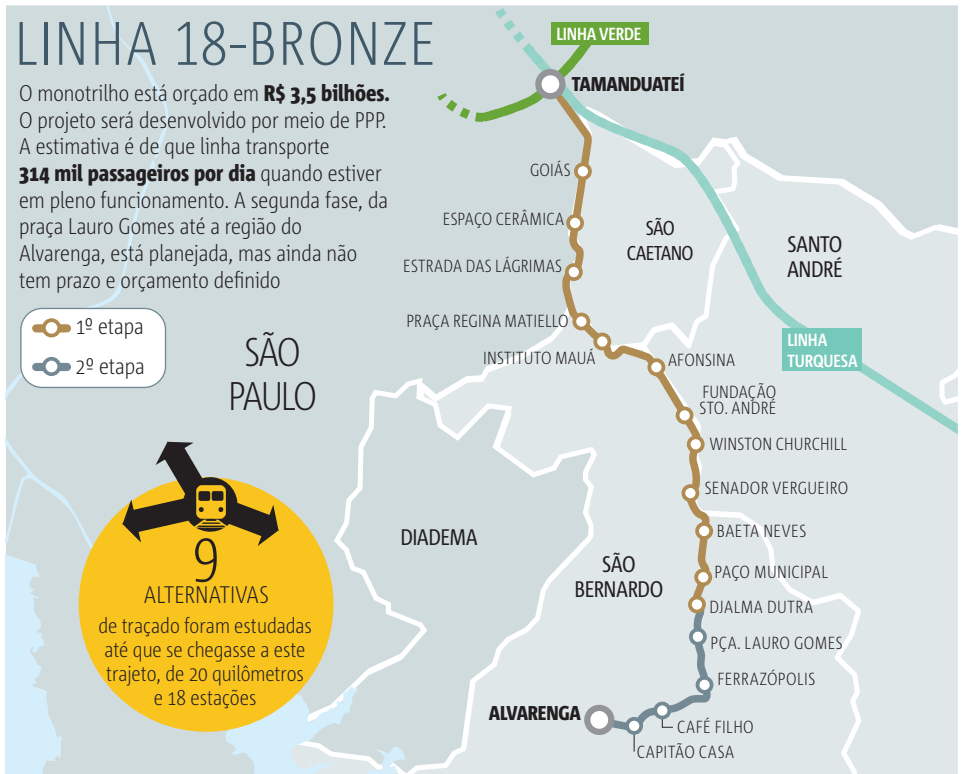 LINHA 18-BRONZE
O monotrilho está orçado em R$ 3,5 bilhões.
O projeto será desenvolvido por meio de PPP.
A estimativa é de que linha transporte
314 mil passageiros por dia quando estiver
em pleno funcionamento. A segunda fase, da
praça Lauro Gomes até a região do
Alvarenga, está planejada, mas ainda não
tem prazo e orçamento definido
1º etapa
2º etapa
LINHA VERDE
TAMANDUATEÍ
GOIÁS
ESPAÇO CERÂMICA
ESTRADA DAS LÁGRIMAS
PRAÇA REGINA MATIELLO
INSTITUTO MAUÁ
AFONSINA
FUNDAÇÃO
STO. ANDRÉ
WINSTON CHURCHILL
SENADOR VERGUEIRO
BAETA NEVES
PAÇO MUNICIPAL
DJALMA DUTRA
PÇA. LAURO GOMES
FERRAZÓPOLIS
CAFÉ FILHO
CAPITÃO CASA
ALVARENGA
SÃO
CAETANO
SANTO
ANDRÉ
LINHA
TURQUESA
SÃO
PAULO
DIADEMA
SÃO
BERNARDO
9
ALTERNATIVAS
de traçado foram estudadas
até que se chegasse a este
trajeto, de 20 quilômetros
e 18 estações